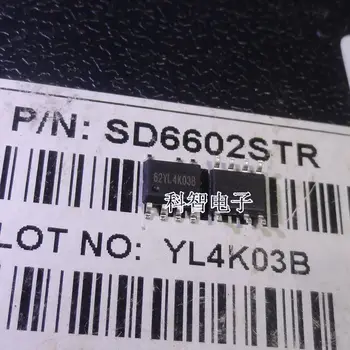 P/N: SD6602STR
62YL4K03B
科智电子
LOT NO: YL4K03B